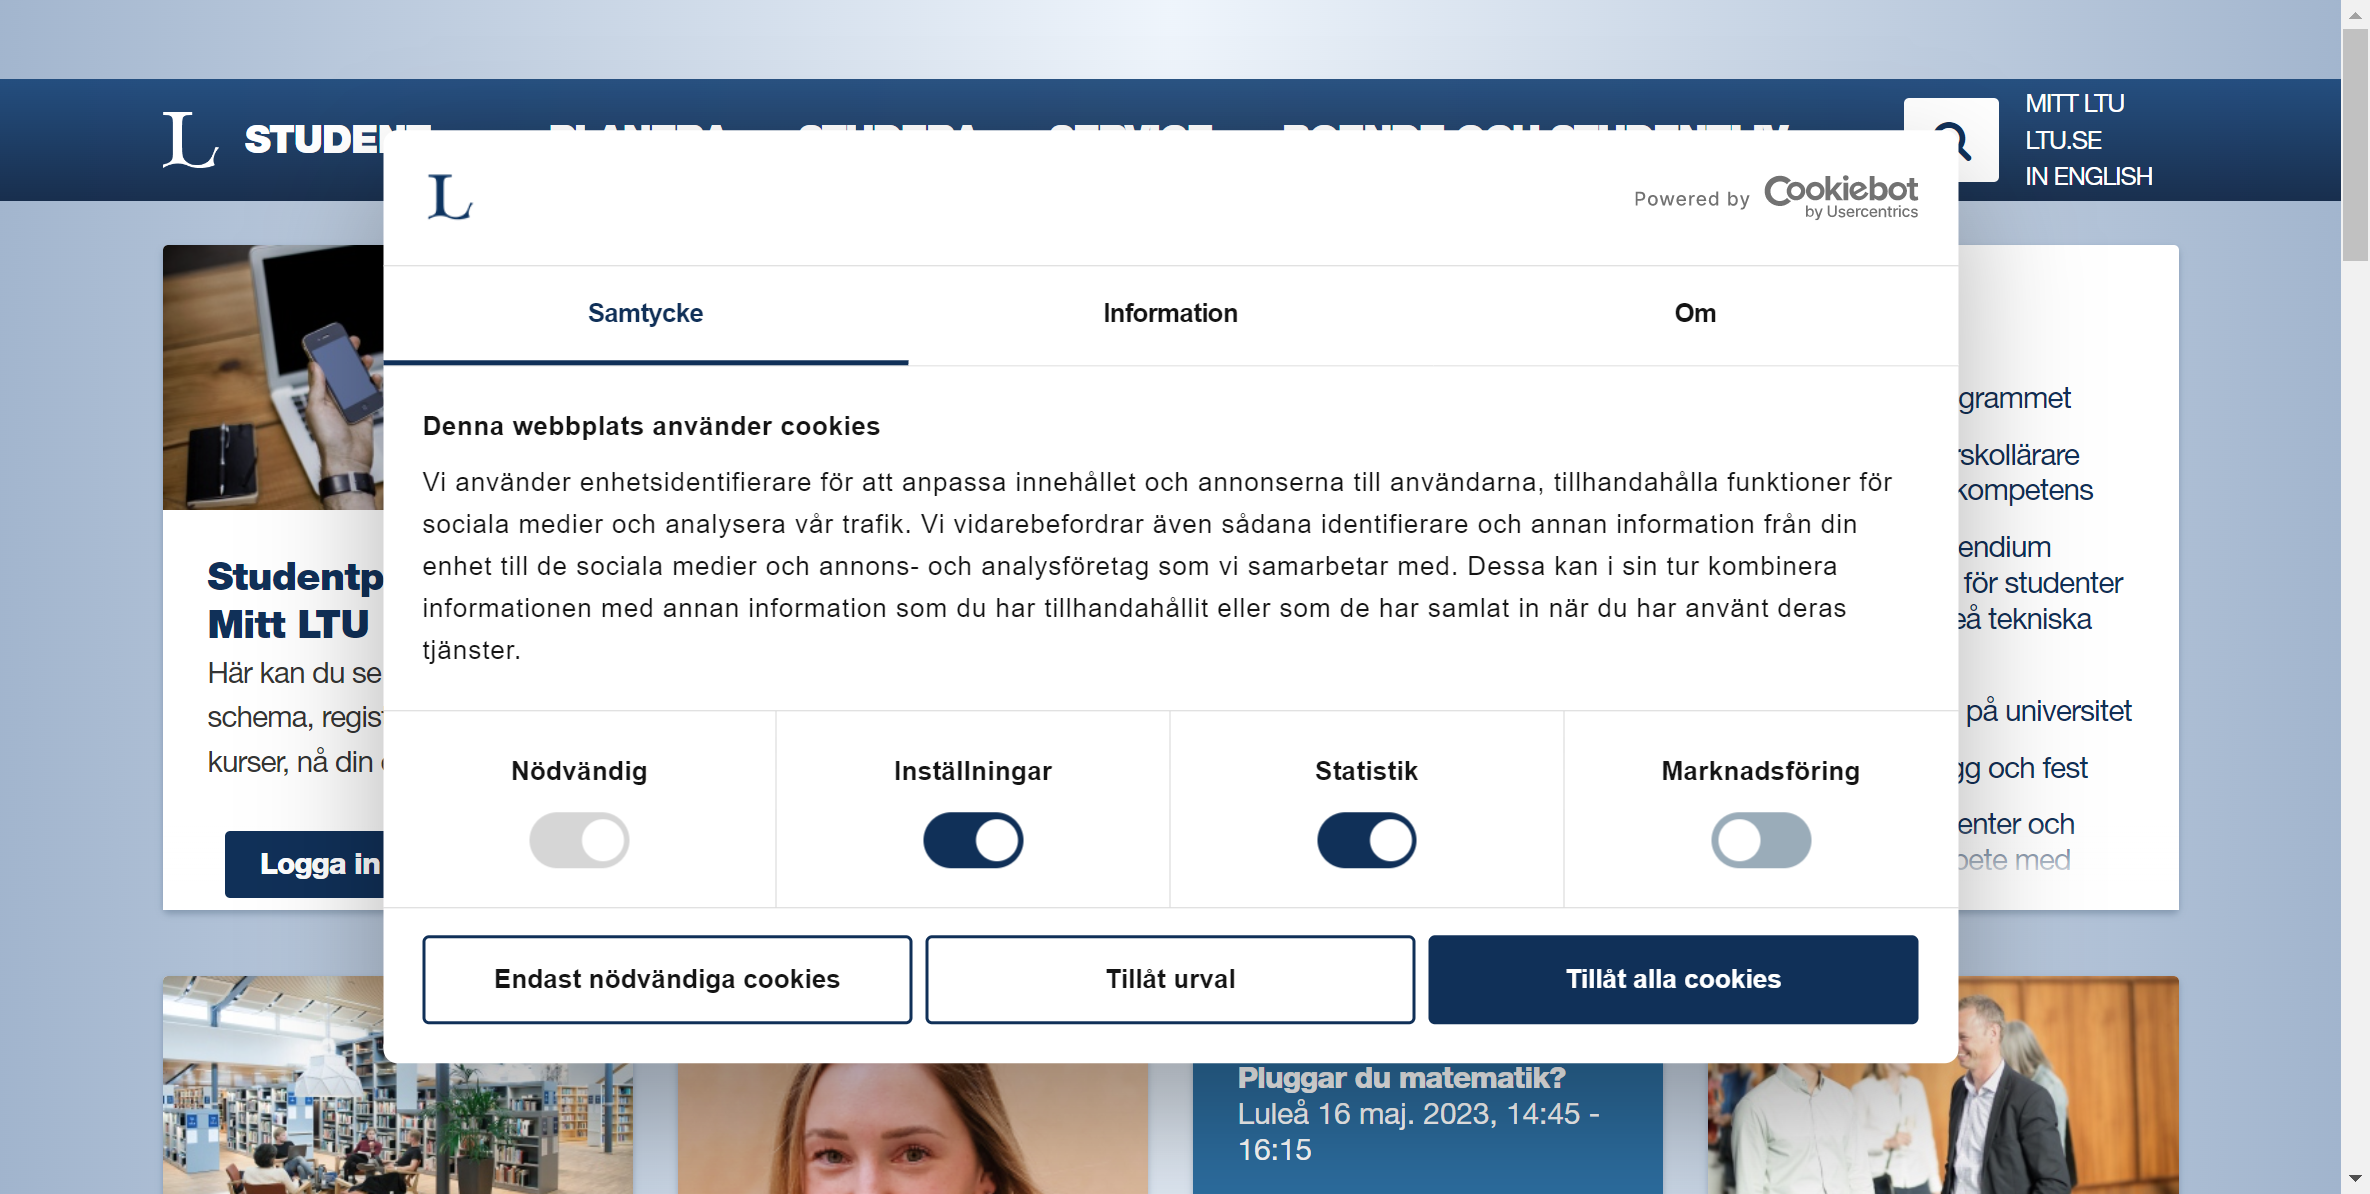 L STUDENT
MITT LTU
LTU.SE
IN ENGLISH
L
Powered by Cookiebot
by Usercentrics
Samtycke
Information
Om
Denna webbplats använder cookies
Vi använder enhetsidentifierare för att anpassa innehållet och annonserna till användarna, tillhandahålla funktioner för
sociala medier och analysera vår trafik. Vi vidarebefordrar även sådana identifierare och annan information från din
enhet till de sociala medier och annons- och analysföretag som vi samarbetar med. Dessa kan i sin tur kombinera
informationen med annan information som du har tillhandahållit eller som de har samlat in när du har använt deras
tjänster.
Nödvändig
Inställningar
Statistik
Marknadsföring
Endast nödvändiga cookies
Tillåt urval
Tillåt alla cookies
Studentp
Mitt LTU
Här kan du se
schema, regis
kurser, nå din
Logga in
grammet
skollärare
kompetens
endium
för studenter
eå tekniska
på universitet
gg och fest
enter och
bete med
Pluggar du matematik?
Luleå 16 maj. 2023, 14:45 -
16:15